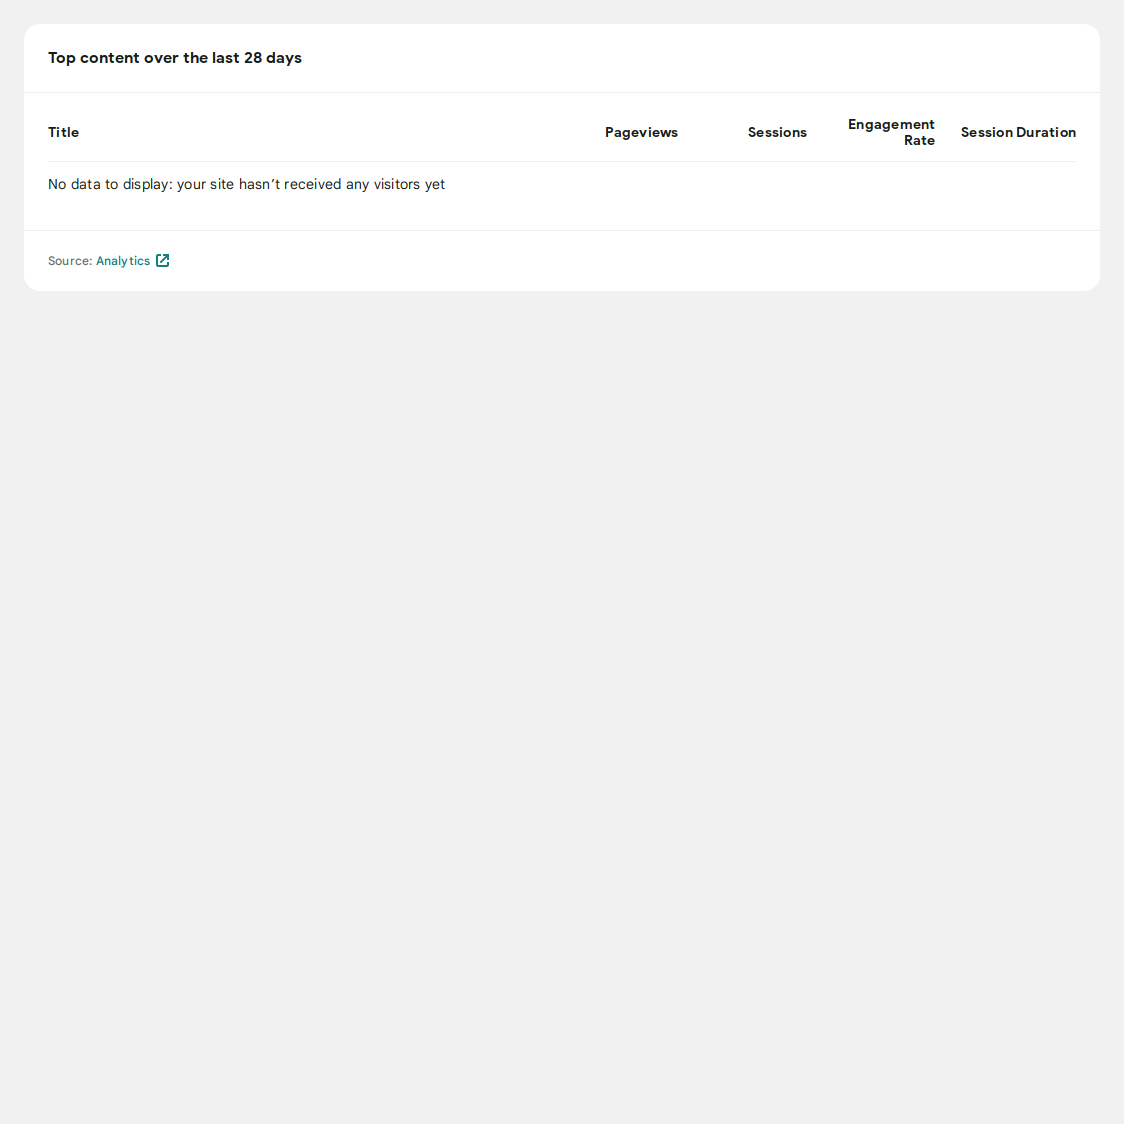 Top content over the last 28 days
Title Pageviews Sessions Engagement Rate Session Duration
No data to display: your site hasn’t received any visitors yet
Source: Analytics